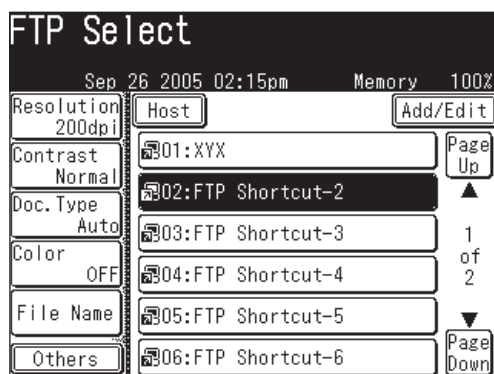 FTP Select
Sep 26 2005 02:15pm Memory 100%
Resolution
200dpi
Contrast
Normal
Doc.Type
Auto
Color
OFF
File Name
Others
Host
Add/Edit
01:XYX
02:FTP Shortcut-2
03:FTP Shortcut-3
04:FTP Shortcut-4
05:FTP Shortcut-5
06:FTP Shortcut-6
Page
Up
1
of
2
Page
Down